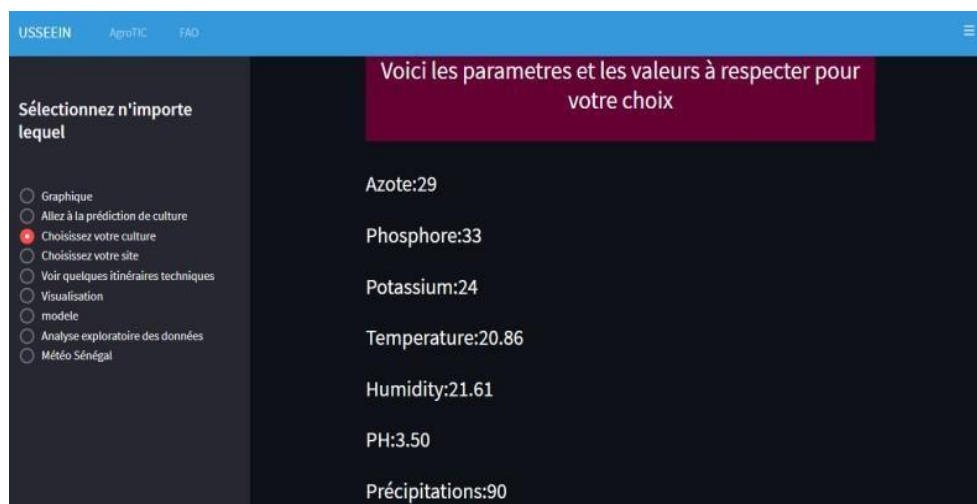 USSEEIN AgroTIC FAO
Voici les parametres et les valeurs à respecter pour
votre choix
Sélectionnez n'importe
lequel
Graphique
Allez à la prédiction de culture
Choisissez votre culture
Choisissez votre site
Voir quelques itinéraires techniques
Visualisation
modele
Analyse exploratoire des données
Météo Sénégal
Azote:29
Phosphore:33
Potassium:24
Temperature:20.86
Humidity:21.61
PH:3.50
Précipitations:90